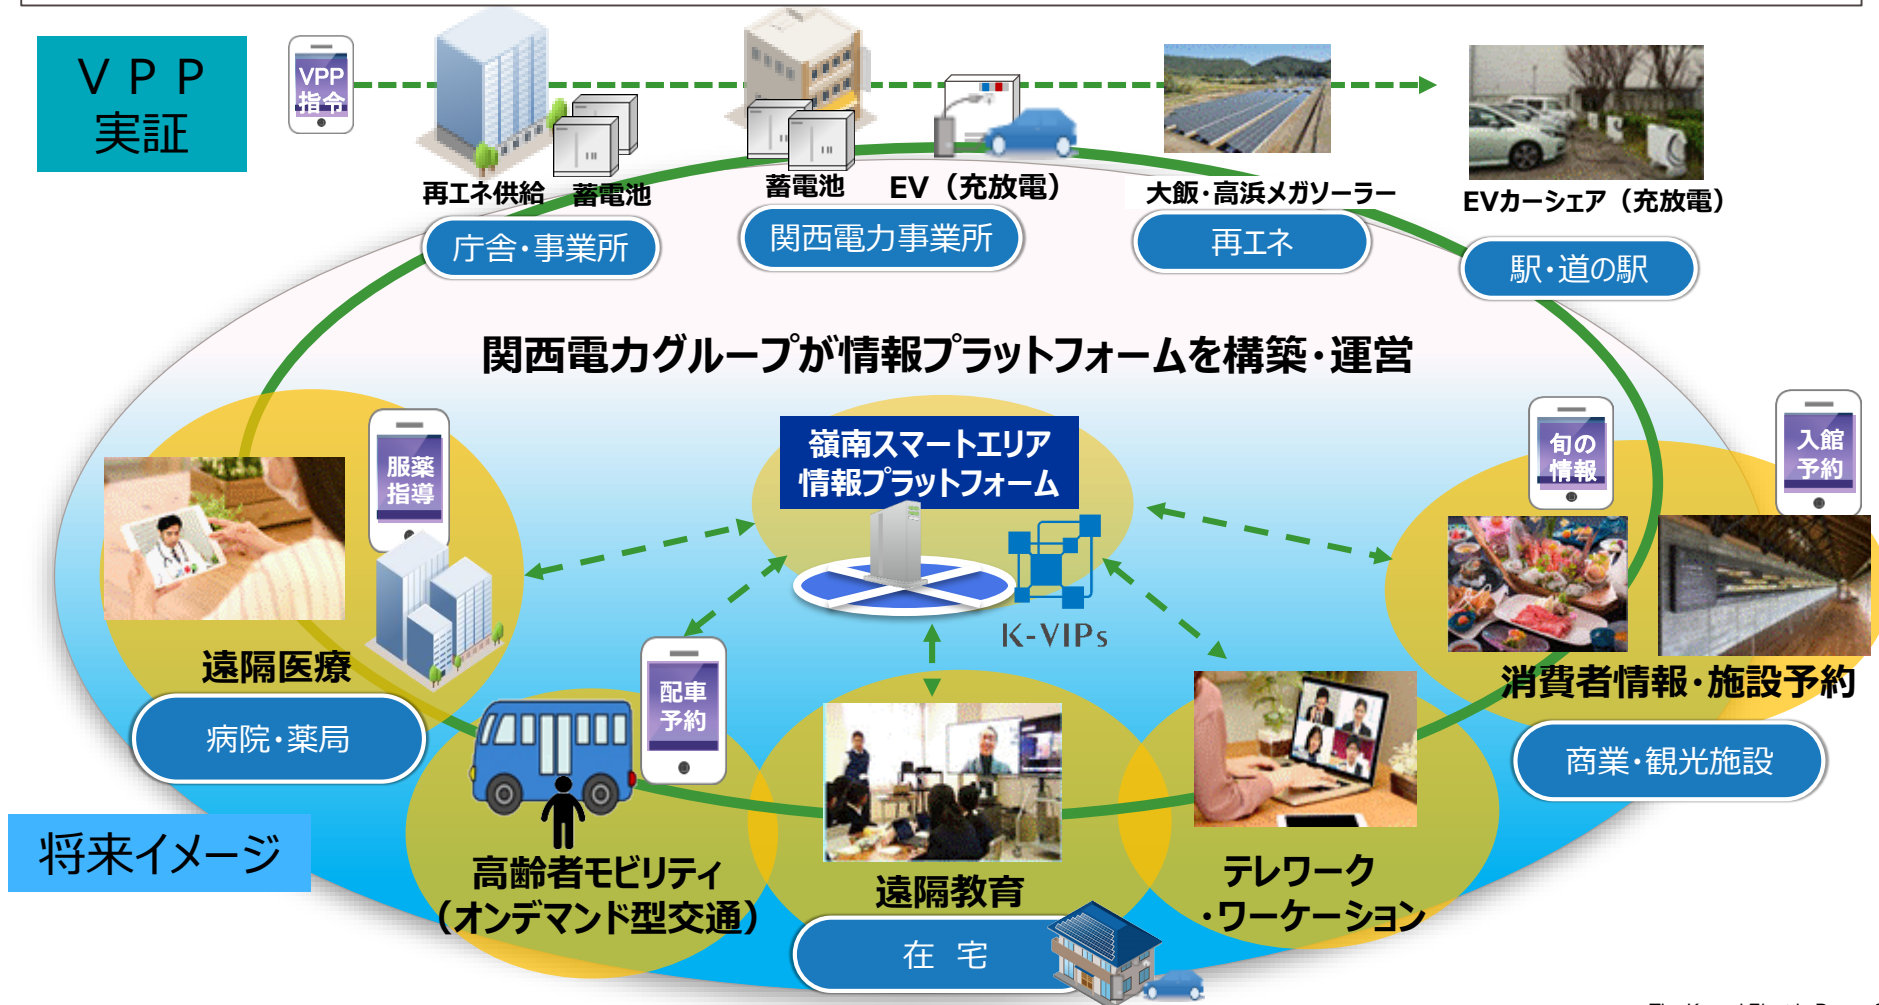 VPP
実証
VPP
指令
再エネ供給 蓄電池
蓄電池 EV（充放電）
大飯・高浜メガソーラー
EVカーシェア（充放電）
庁舎・事業所
関西電力事業所
再エネ
駅・道の駅
関西電力グループが情報プラットフォームを構築・運営
嶺南スマートエリア
情報プラットフォーム
K-VIPs
服薬
指導
遠隔医療
病院・薬局
旬の
情報
入館
予約
消費者情報・施設予約
商業・観光施設
配車
予約
高齢者モビリティ
（オンデマンド型交通）
遠隔教育
在 宅
テレワーク
・ワーケーション
将来イメージ